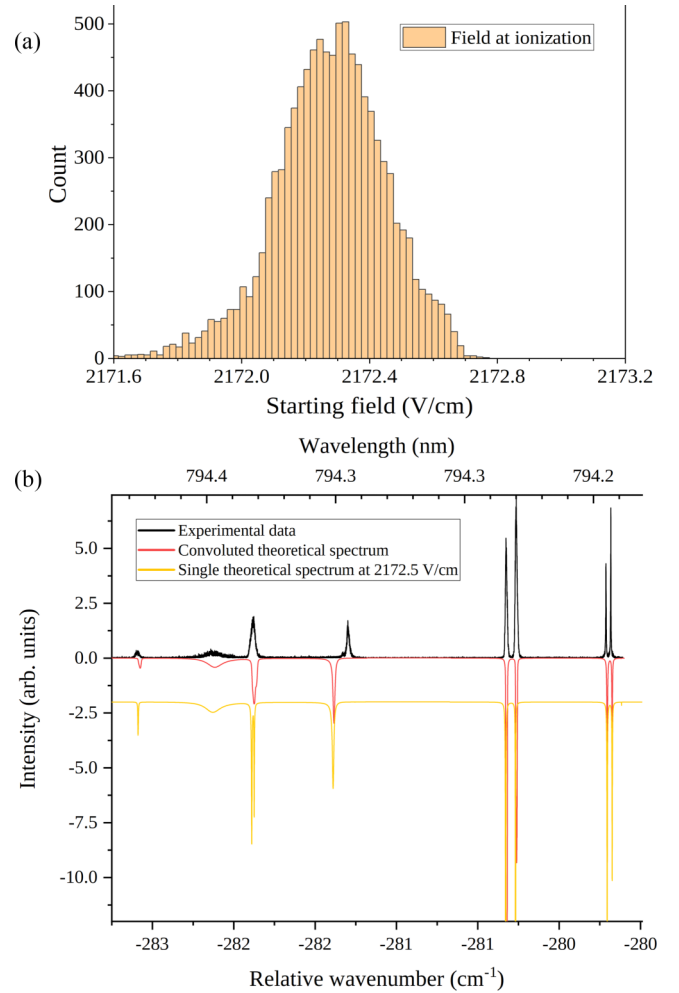 (a)
500
400
300
200
100
0
Count
Field at ionization
2171.6 2172.0 2172.4 2172.8 2173.2
Starting field (V/cm)
Wavelength (nm)
(b)
794.4 794.3 794.3 794.2
Experimental data
Convoluted theoretical spectrum
Single theoretical spectrum at 2172.5 V/cm
5.0
2.5
0.0
-2.5
-5.0
-7.5
-10.0
Intensity (arb. units)
-283 -282 -282 -281 -281 -280 -280
Relative wavenumber (cm⁻¹)